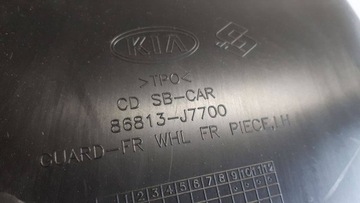 KIA
>TPO<
CD SB-CAR
86813-J7700
GUARD-FR WHL FR PIECE,LH
1 2 3 4 5 6 7 8 9 10 11 12